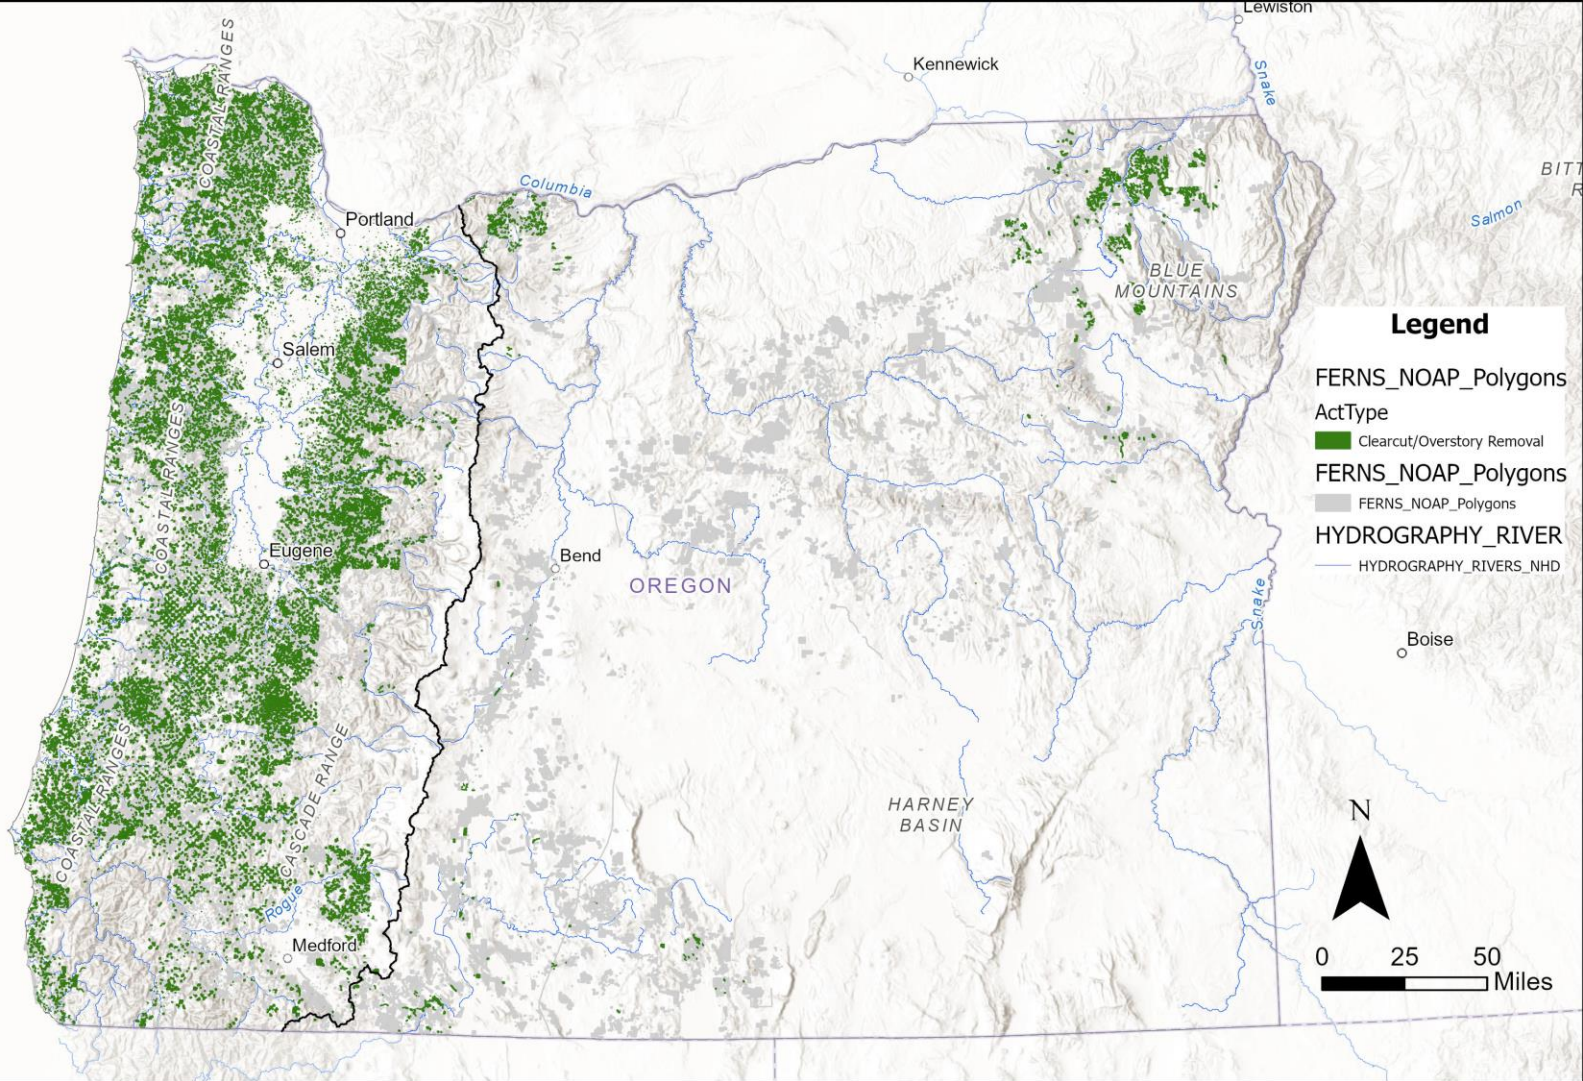 Lewiston
COASTAL RANGES
Kennewick
Snake
BITT
R
Columbia
Salmon
Portland
BLUE
MOUNTAINS
Legend
Salem
FERNS_NOAP_Polygons
ActType
Clearcut/Overstory Removal
COASTAL RANGES
FERNS_NOAP_Polygons
FERNS_NOAP_Polygons
HYDROGRAPHY_RIVER
HYDROGRAPHY_RIVERS_NHD
Eugene
Bend
OREGON
Snake
Boise
COASTAL RANGES
CASCADE RANGE
HARNEY
BASIN
N
Rogue
Medford
0 25 50
Miles